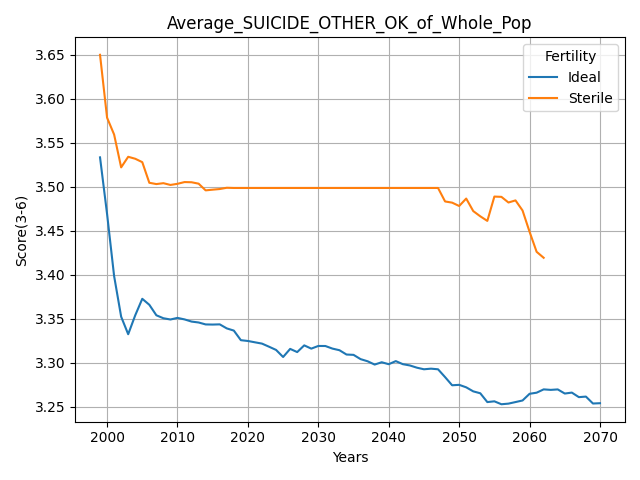 Average_SUICIDE_OTHER_OK_of_Whole_Pop
Fertility
Ideal
Sterile
Score(3-6)
3.65
3.60
3.55
3.50
3.45
3.40
3.35
3.30
3.25
2000 2010 2020 2030 2040 2050 2060 2070
Years